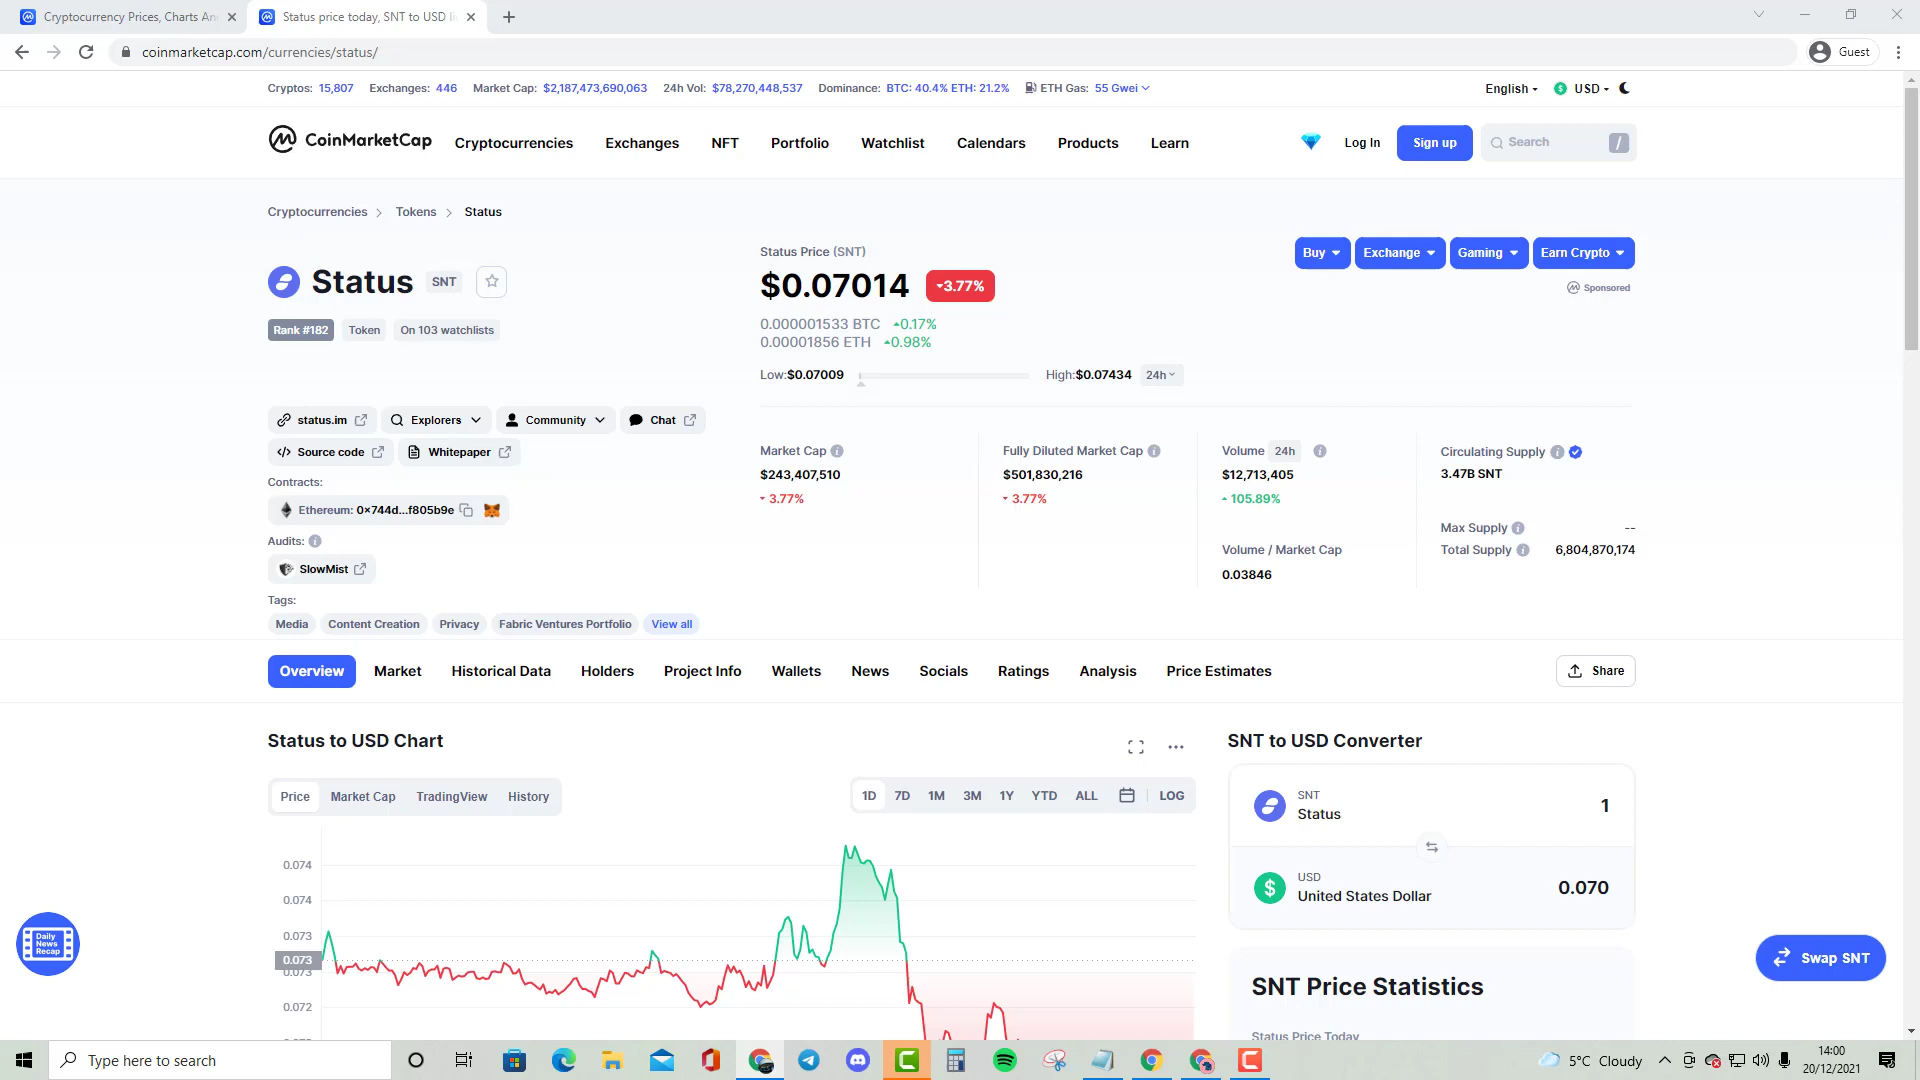 Cryptocurrency Prices, Charts An
Status price today, SNT to USD li
coinmarketcap.com/currencies/status/
Guest
Cryptos: 15,807 Exchanges: 446 Market Cap: $2,187,473,690,063 24h Vol: $78,270,448,537 Dominance: BTC: 40.4% ETH: 21.2% ETH Gas: 55 Gwei
English USD
CoinMarketCap Cryptocurrencies Exchanges NFT Portfolio Watchlist Calendars Products Learn
Log In Sign up Search /
Cryptocurrencies > Tokens > Status
Status SNT
Rank #182 Token On 103 watchlists
Status Price (SNT)
$0.07014 3.77%
0.000001533 BTC 0.17%
0.00001856 ETH 0.98%
Low:$0.07009 High:$0.07434 24h
Buy Exchange Gaming Earn Crypto
Sponsored
status.im Explorers Community Chat
Source code Whitepaper
Contracts:
Ethereum: 0×744d...f805b9e
Audits:
SlowMist
Tags:
Media Content Creation Privacy Fabric Ventures Portfolio View all
Market Cap
$243,407,510
3.77%
Fully Diluted Market Cap
$501,830,216
3.77%
Volume 24h
$12,713,405
105.89%
Volume / Market Cap
0.03846
Circulating Supply
3.47B SNT
Max Supply --
Total Supply 6,804,870,174
Overview Market Historical Data Holders Project Info Wallets News Socials Ratings Analysis Price Estimates
Share
Status to USD Chart
Price Market Cap TradingView History
1D 7D 1M 3M 1Y YTD ALL LOG
0.074
0.074
0.073
0.073
0.073
0.072
SNT to USD Converter
SNT
Status 1
USD
United States Dollar 0.070
SNT Price Statistics
Status Price Today
Daily
News
Recap
Swap SNT
Type here to search
5°C Cloudy
14:00
20/12/2021